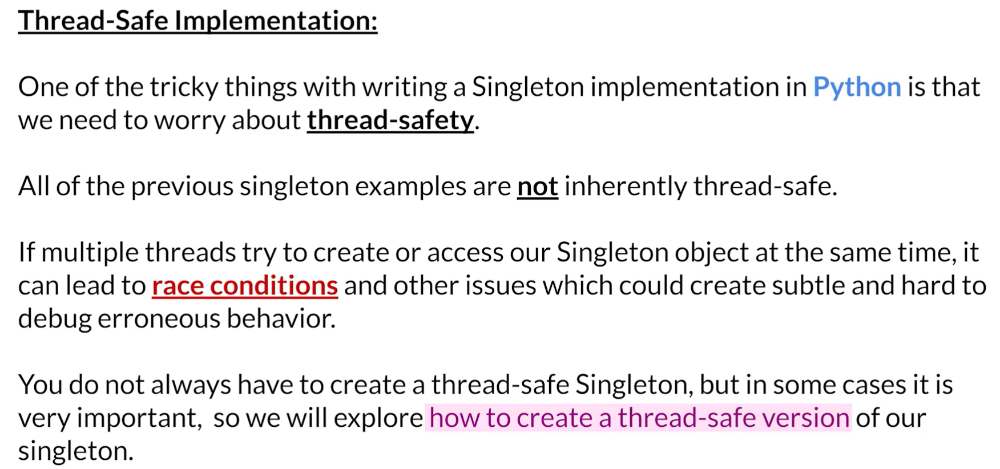 Thread-Safe Implementation:
One of the tricky things with writing a Singleton implementation in Python is that
we need to worry about thread-safety.
All of the previous singleton examples are not inherently thread-safe.
If multiple threads try to create or access our Singleton object at the same time, it
can lead to race conditions and other issues which could create subtle and hard to
debug erroneous behavior.
You do not always have to create a thread-safe Singleton, but in some cases it is
very important,  so we will explore how to create a thread-safe version of our
singleton.